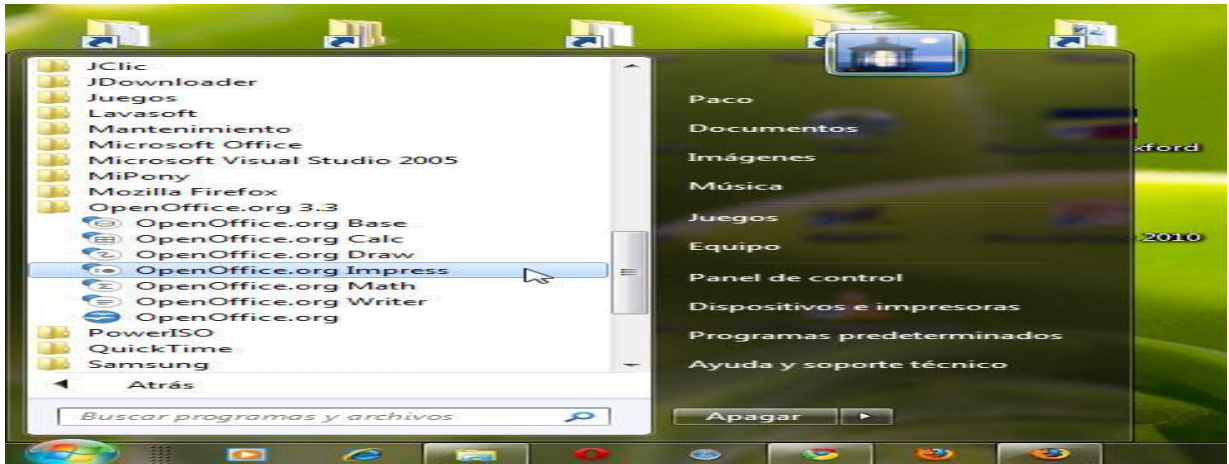 JClic
JDownloader
Juegos
Lavasoft
Mantenimiento
Microsoft Office
Microsoft Visual Studio 2005
MiPony
Mozilla Firefox
OpenOffice.org 3.3
OpenOffice.org Base
OpenOffice.org Calc
OpenOffice.org Draw
OpenOffice.org Impress
OpenOffice.org Math
OpenOffice.org Writer
OpenOffice.org
PowerISO
QuickTime
Samsung
Atrás
Buscar programas y archivos
Paco
Documentos
Imágenes
Música
Juegos
Equipo
Panel de control
Dispositivos e impresoras
Programas predeterminados
Ayuda y soporte técnico
Apagar
xford
2010